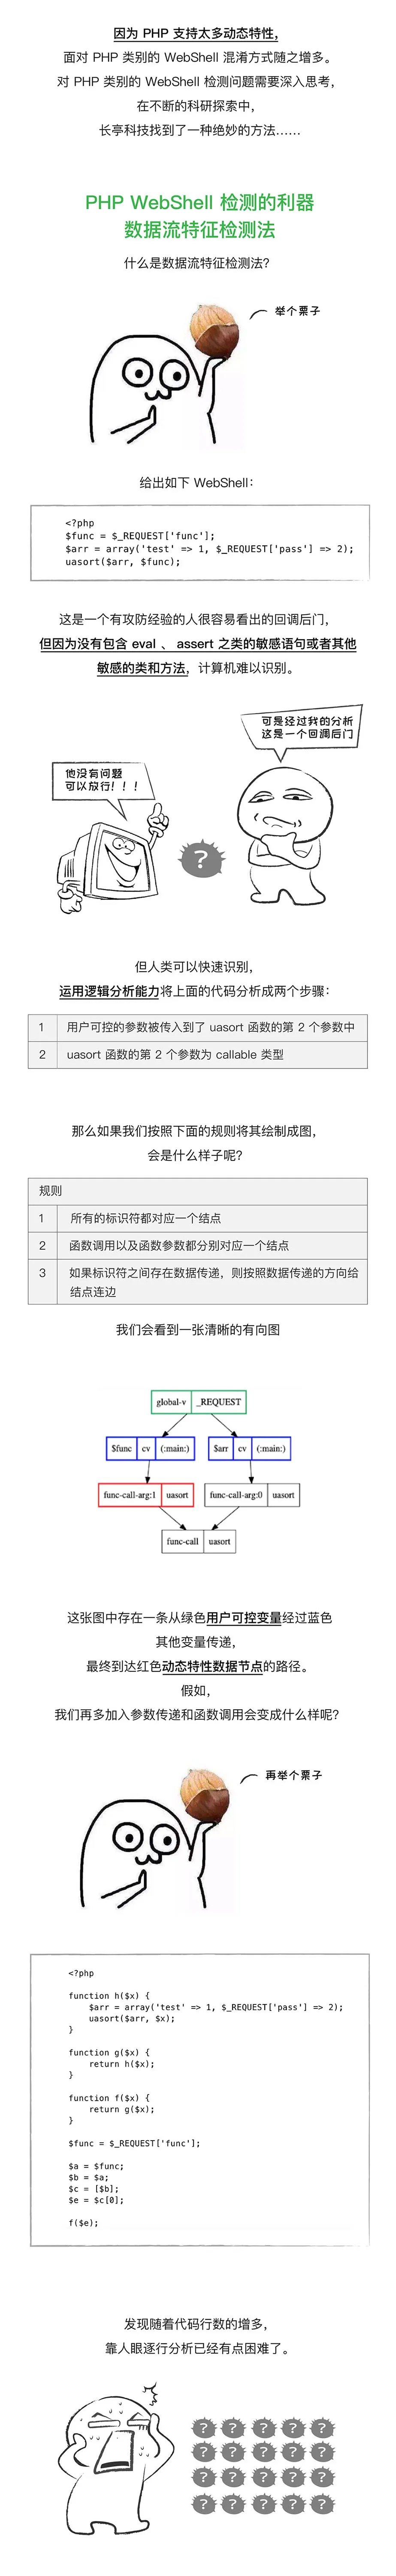 因为 PHP 支持太多动态特性,
面对 PHP 类别的 WebShell 混淆方式随之增多。
对 PHP 类别的 WebShell 检测问题需要深入思考,
在不断的科研探索中,
长亭科技找到了一种绝妙的方法……
PHP WebShell 检测的利器
数据流特征检测法
什么是数据流特征检测法?
举个栗子
给出如下 WebShell:
<?php
$func = $_REQUEST['func'];
$arr = array('test' => 1, $_REQUEST['pass'] => 2);
uasort($arr, $func);
这是一个有攻防经验的人很容易看出的回调后门,
但因为没有包含 eval 、 assert 之类的敏感语句或者其他
敏感的类和方法, 计算机难以识别。
可是经过我的分析
这是一个回调后门
他没有问题
可以放行! ! !
?
但人类可以快速识别,
运用逻辑分析能力将上面的代码分析成两个步骤:
1 用户可控的参数被传入到了 uasort 函数的第 2 个参数中
2 uasort 函数的第 2 个参数为 callable 类型
那么如果我们按照下面的规则将其绘制成图,
会是什么样子呢?
规则
1 所有的标识符都对应一个结点
2 函数调用以及函数参数都分别对应一个结点
3 如果标识符之间存在数据传递, 则按照数据传递的方向给
结点连边
我们会看到一张清晰的有向图
global-v _REQUEST
$func cv (:main:) $arr cv (:main:)
func-call-arg:1 uasort func-call-arg:0 uasort
func-call uasort
这张图中存在一条从绿色用户可控变量经过蓝色
其他变量传递,
最终到达红色动态特性数据节点的路径。
假如,
我们再多加入参数传递和函数调用会变成什么样呢?
再举个栗子
<?php
function h($x) {
$arr = array('test' => 1, $_REQUEST['pass'] => 2);
uasort($arr, $x);
}
function g($x) {
return h($x);
}
function f($x) {
return g($x);
}
$func = $_REQUEST['func'];
$a = $func;
$b = $a;
$c = [$b];
$e = $c[0];
f($e);
发现随着代码行数的增多,
靠人眼逐行分析已经有点困难了。
? ? ? ? ?
? ? ? ? ?
? ? ? ? ?
? ? ? ? ?